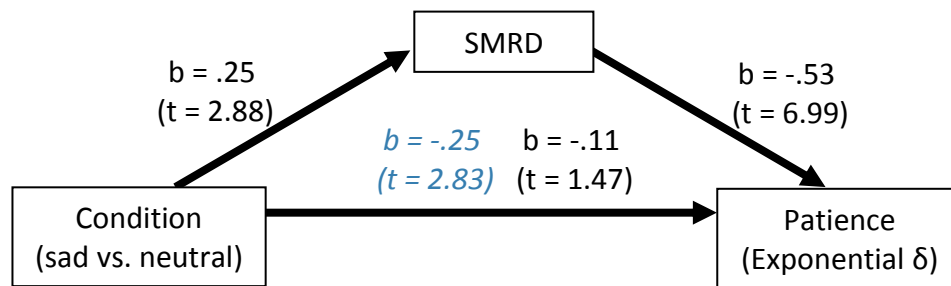 SMRD
b = .25
(t = 2.88)
b = -.53
(t = 6.99)
b = -.25 b = -.11
(t = 2.83) (t = 1.47)
Condition
(sad vs. neutral)
Patience
(Exponential δ)